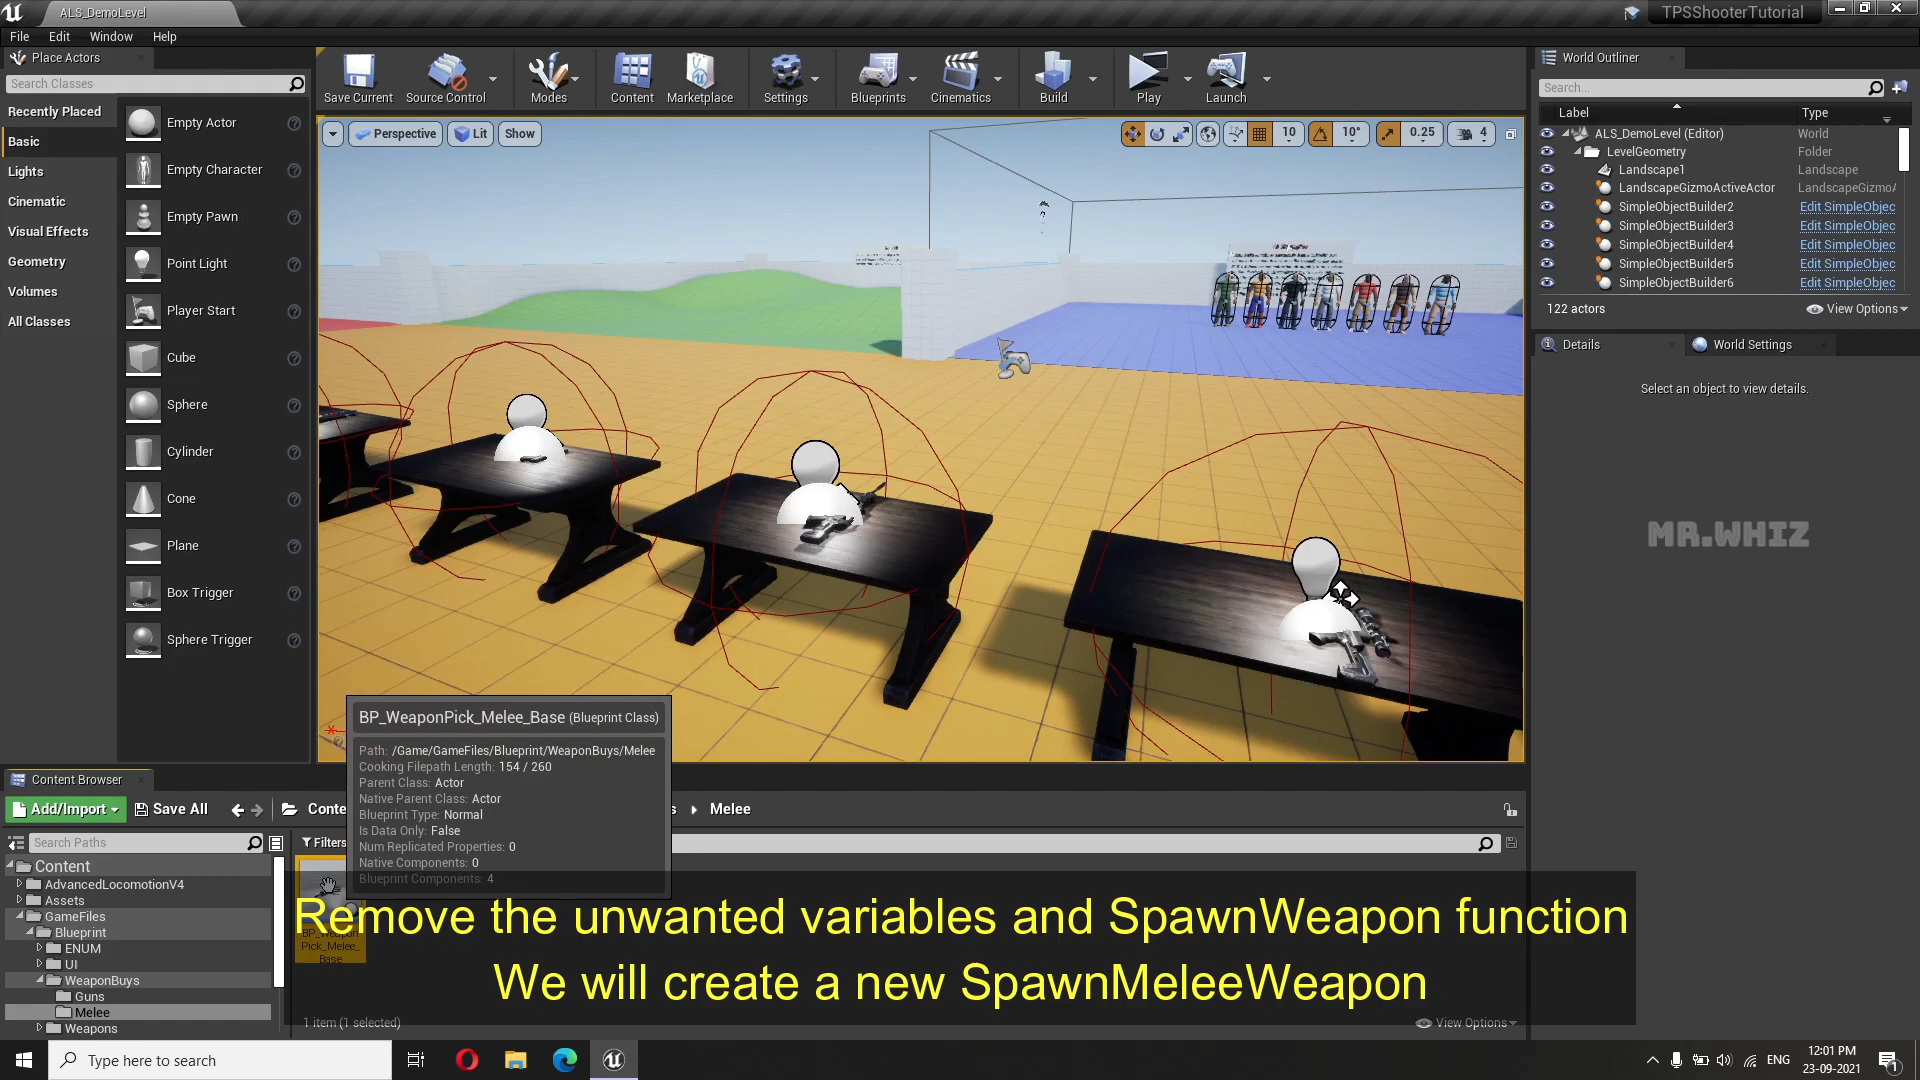 ALS_DemoLevel
TPSShooterTutorial
File Edit Window Help
Place Actors
Search Classes
Recently Placed
Basic
Lights
Cinematic
Visual Effects
Geometry
Volumes
All Classes
Empty Actor
Empty Character
Empty Pawn
Point Light
Player Start
Cube
Sphere
Cylinder
Cone
Plane
Box Trigger
Sphere Trigger
Save Current Source Control Modes Content Marketplace Settings Blueprints Cinematics Build Play Launch
Perspective Lit Show
10 10° 0.25 4
World Outliner
Search...
Label Type
ALS_DemoLevel (Editor) World
LevelGeometry Folder
Landscape1 Landscape
LandscapeGizmoActiveActor LandscapeGizmoA
SimpleObjectBuilder2 Edit SimpleObjec
SimpleObjectBuilder3 Edit SimpleObjec
SimpleObjectBuilder4 Edit SimpleObjec
SimpleObjectBuilder5 Edit SimpleObjec
SimpleObjectBuilder6 Edit SimpleObjec
122 actors View Options
Details World Settings
Select an object to view details.
MR.WHIZ
BP_WeaponPick_Melee_Base (Blueprint Class)
Path: /Game/GameFiles/Blueprint/WeaponBuys/Melee
Cooking Filepath Length: 154 / 260
Parent Class: Actor
Native Parent Class: Actor
Blueprint Type: Normal
Is Data Only: False
Num Replicated Properties: 0
Native Components: 0
Blueprint Components: 4
Content Browser
Add/Import Save All Conte s Melee
Search Paths
Filters
Content
AdvancedLocomotionV4
Assets
GameFiles
Blueprint
ENUM
UI
WeaponBuys
Guns
Melee
Weapons
BP_Weapon
Pick_Melee_
Base
Remove the unwanted variables and SpawnWeapon function
We will create a new SpawnMeleeWeapon
1 item (1 selected) View Options
Type here to search
ENG
12:01 PM
23-09-2021
1